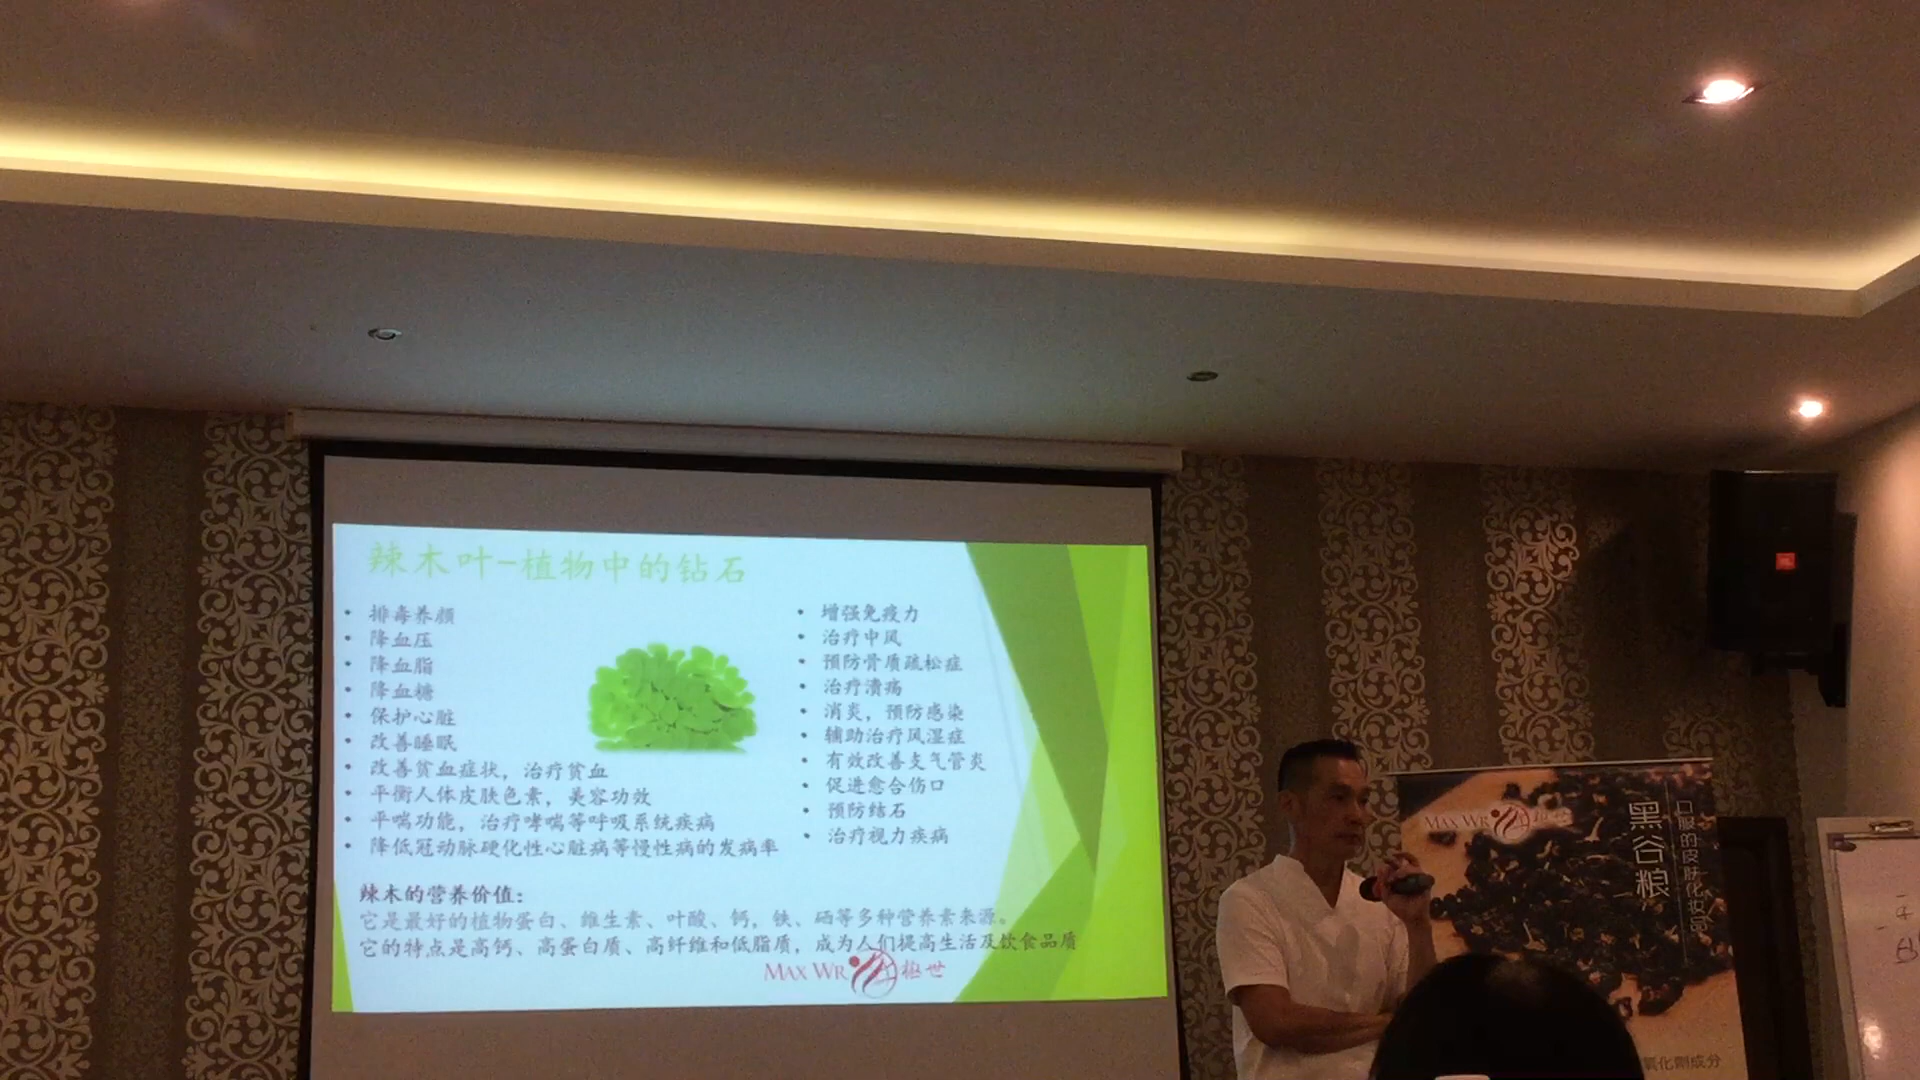 辣木叶-植物中的钻石
• 排毒养颜
• 降血压
• 降血脂
• 降血糖
• 保护心脏
• 改善睡眠
• 改善贫血症状，治疗贫血
• 平衡人体皮肤色素，美容功效
• 平喘功能，治疗哮喘等呼吸系统疾病
• 降低冠动脉硬化性心脏病等慢性病的发病率
• 增强免疫力
• 治疗中风
• 预防骨质疏松症
• 治疗溃疡
• 消炎，预防感染
• 辅助治疗风湿症
• 有效改善支气管炎
• 促进愈合伤口
• 预防结石
• 治疗视力疾病
辣木的营养价值：
它是最好的植物蛋白、维生素、叶酸、钙，铁、硒等多种营养素来源。
它的特点是高钙、高蛋白质、高纤维和低脂质，成为人们提高生活及饮食品质
MAX WR 极世
MAX WR
黑谷粮
口服的皮肤化妆品
氧化剂成分